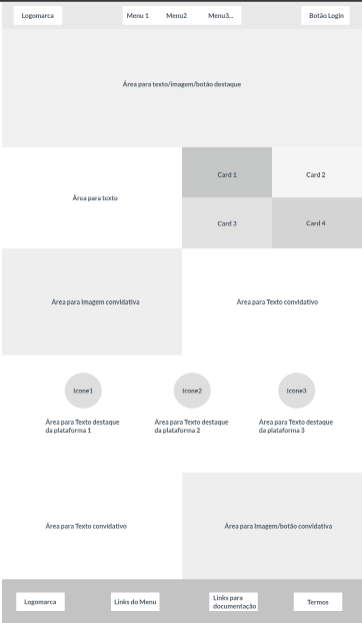 Logomarca
Menu 1
Menu2
Menu3...
Botão Login
Área para texto/imagem/botão destaque
Área para texto
Card 1
Card 2
Card 3
Card 4
Área para Imagem convidativa
Área para Texto convidativo
Icone1
Icone2
Icone3
Área para Texto destaque
da plataforma 1
Área para Texto destaque
da plataforma 2
Área para Texto destaque
da plataforma 3
Área para Texto convidativo
Área para Imagem/botão convidativa
Logomarca
Links do Menu
Links para
documentação
Termos